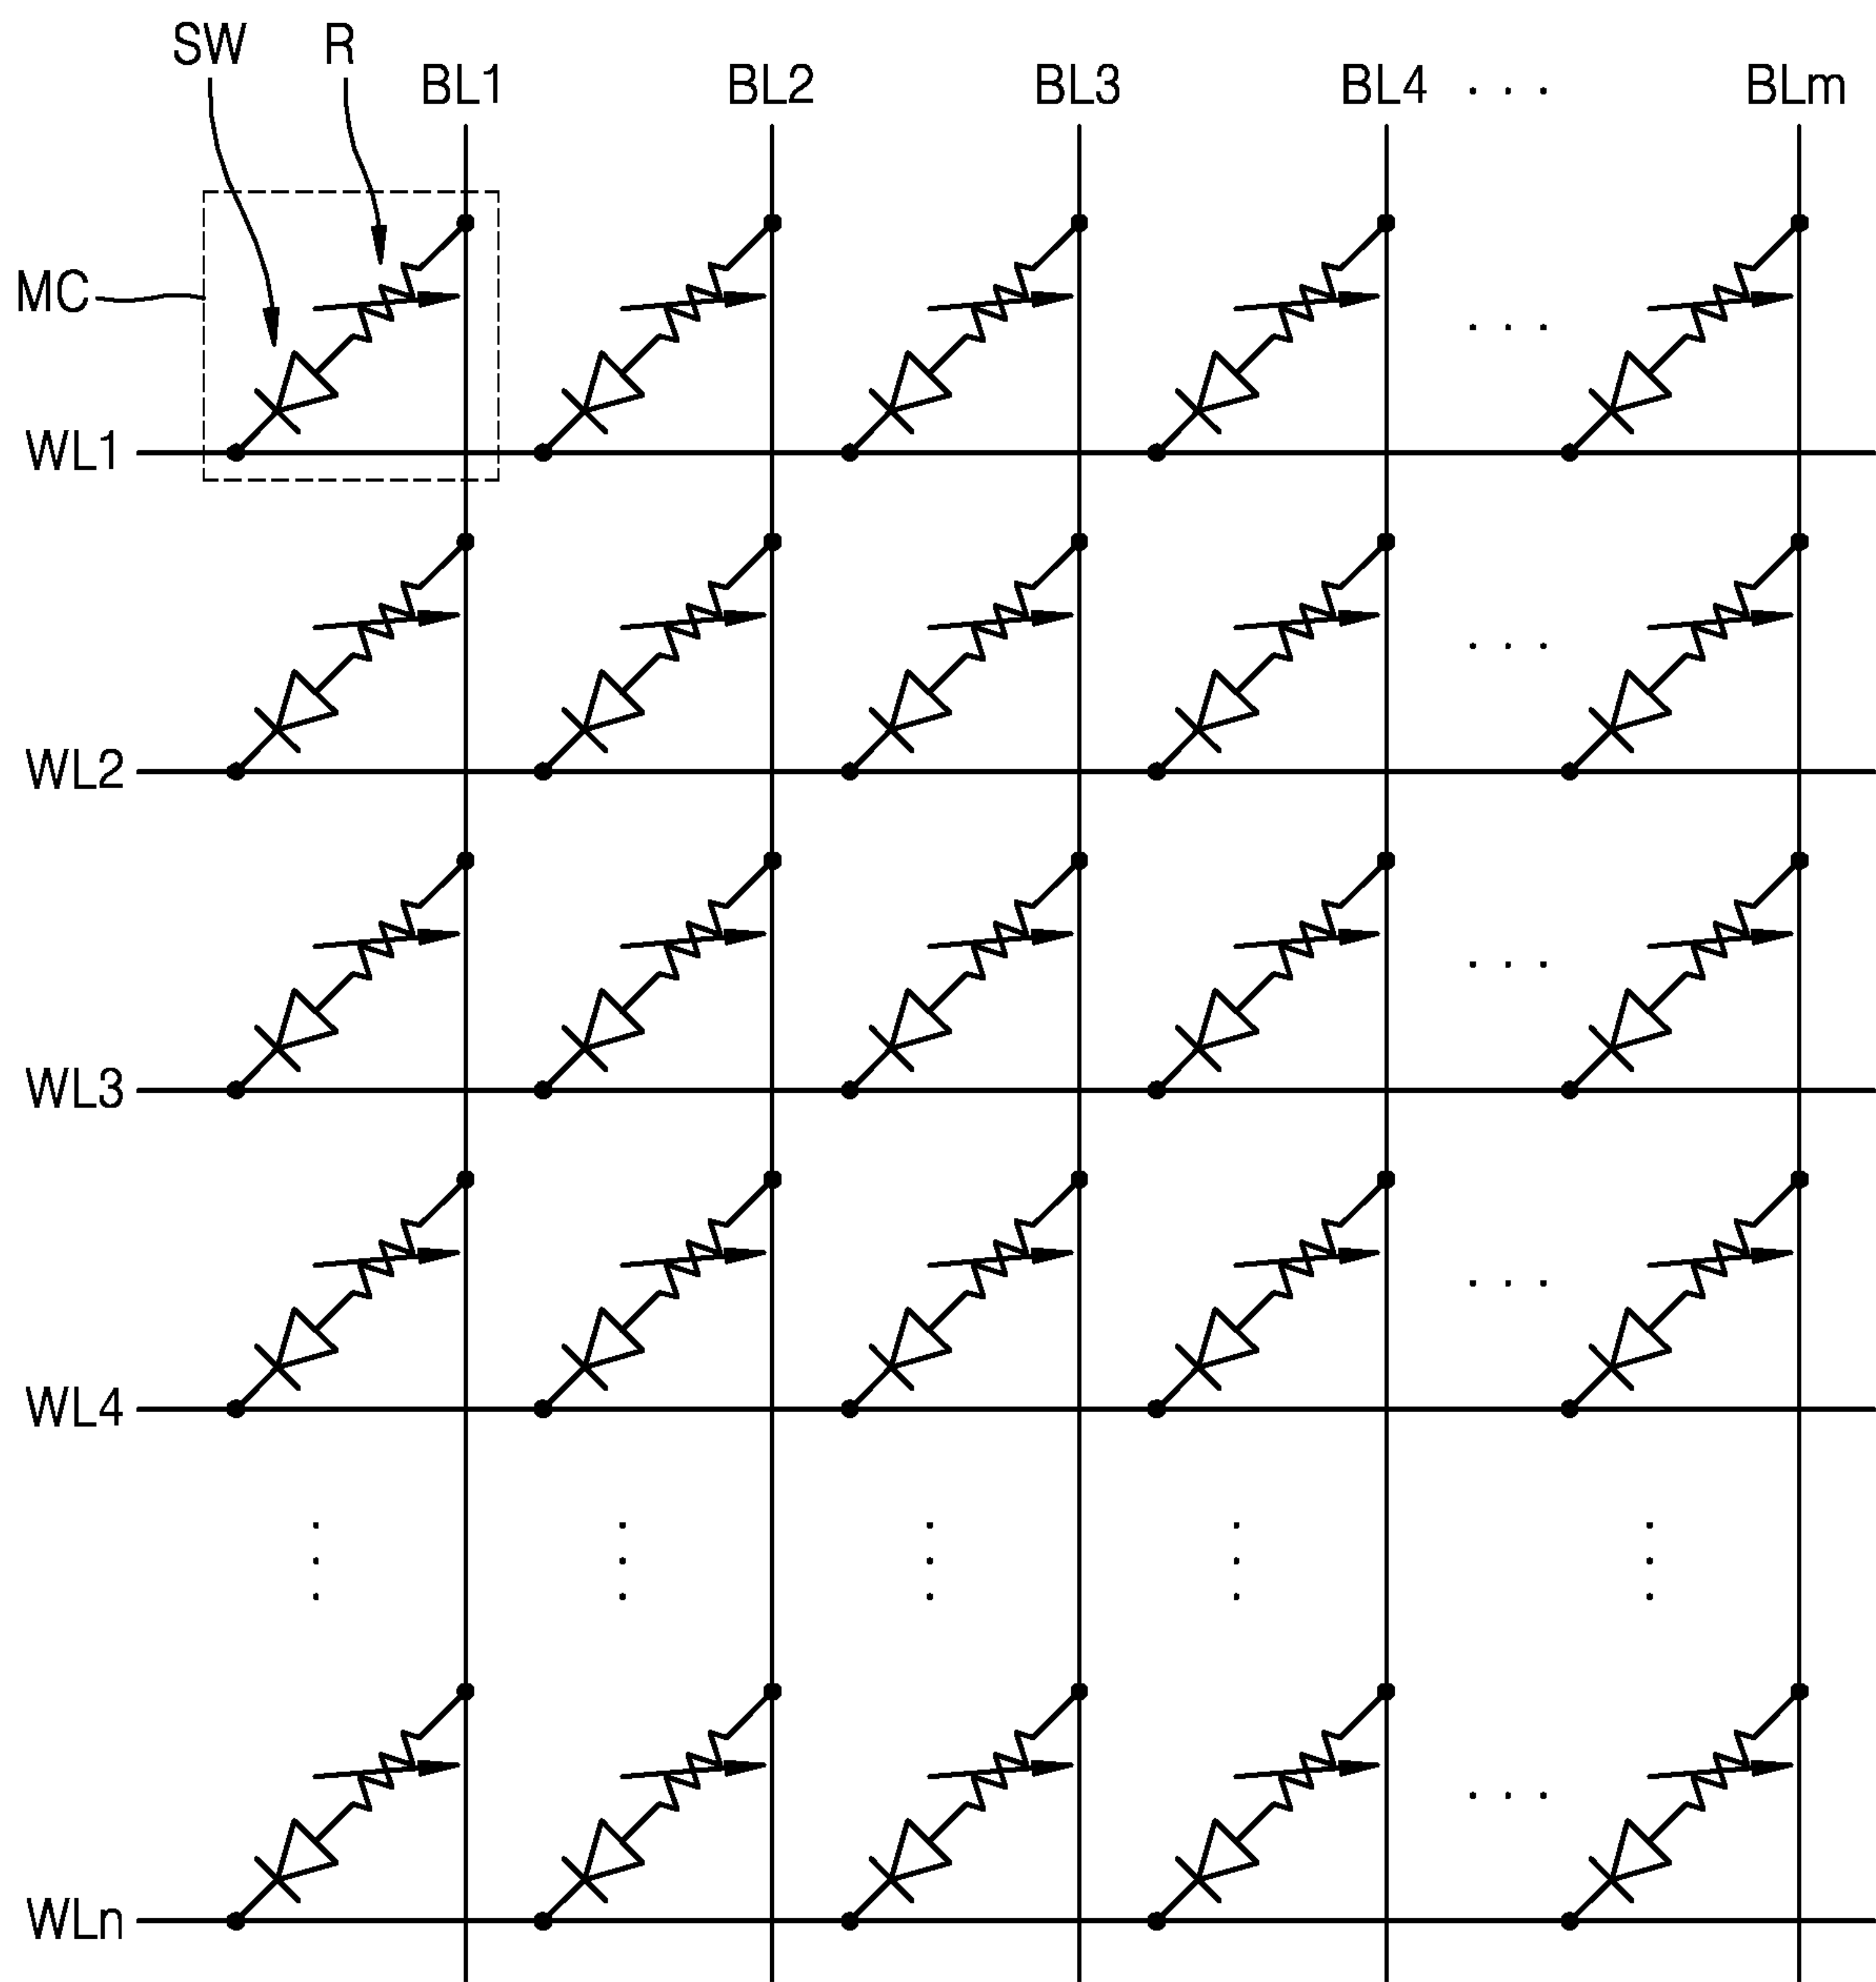 SW R
BL1 BL2 BL3 BL4 · · · BLm
MC
· · ·
WL1
· · ·
WL2
· · ·
WL3
· · ·
WL4
· · ·
WLn